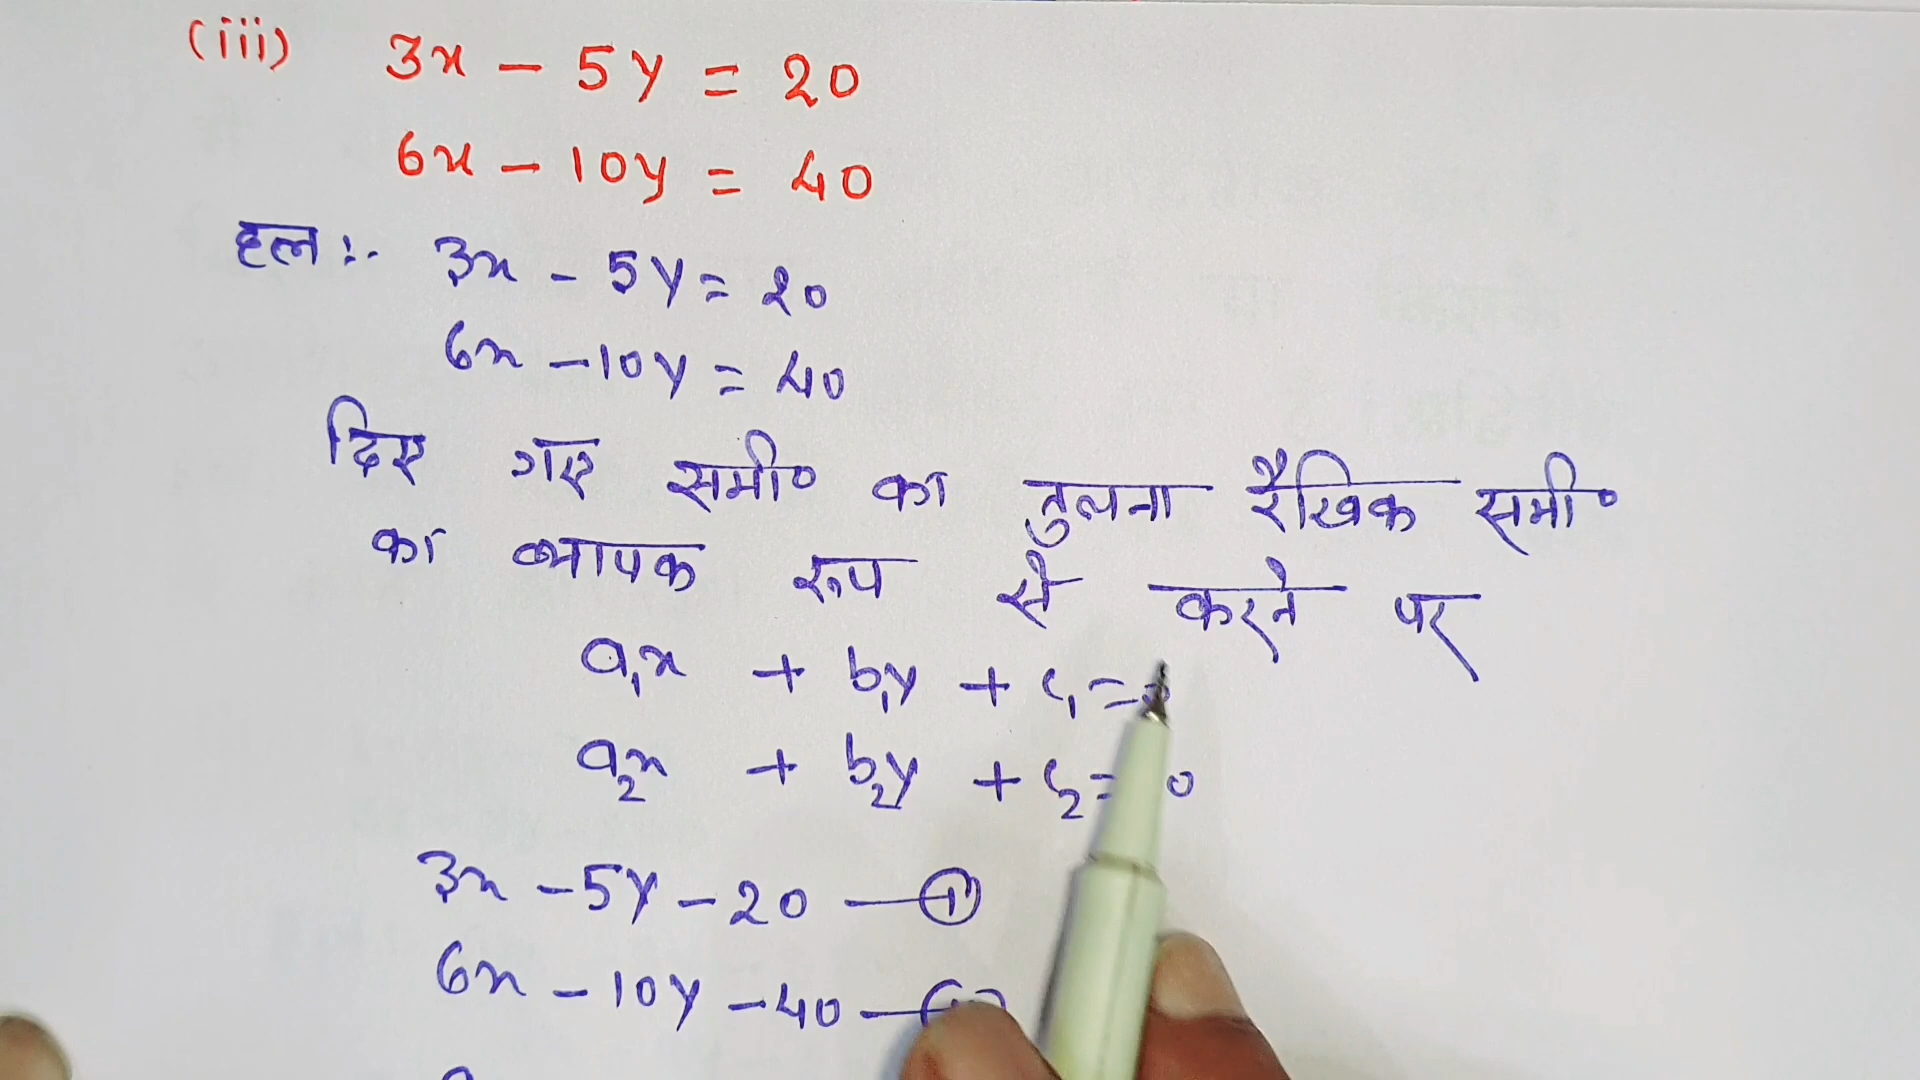 (iii) 3x - 5y = 20
6x - 10y = 40
हल :- 3x - 5y = 20
6x - 10y = 40
दिए गए समी० का तुलना रैखिक समी०
का व्यापक रूप से करने पर
a₁x + b₁y + c₁ = 0
a₂x + b₂y + c₂ = 0
3x - 5y - 20 — ①
6x - 10y - 40 —